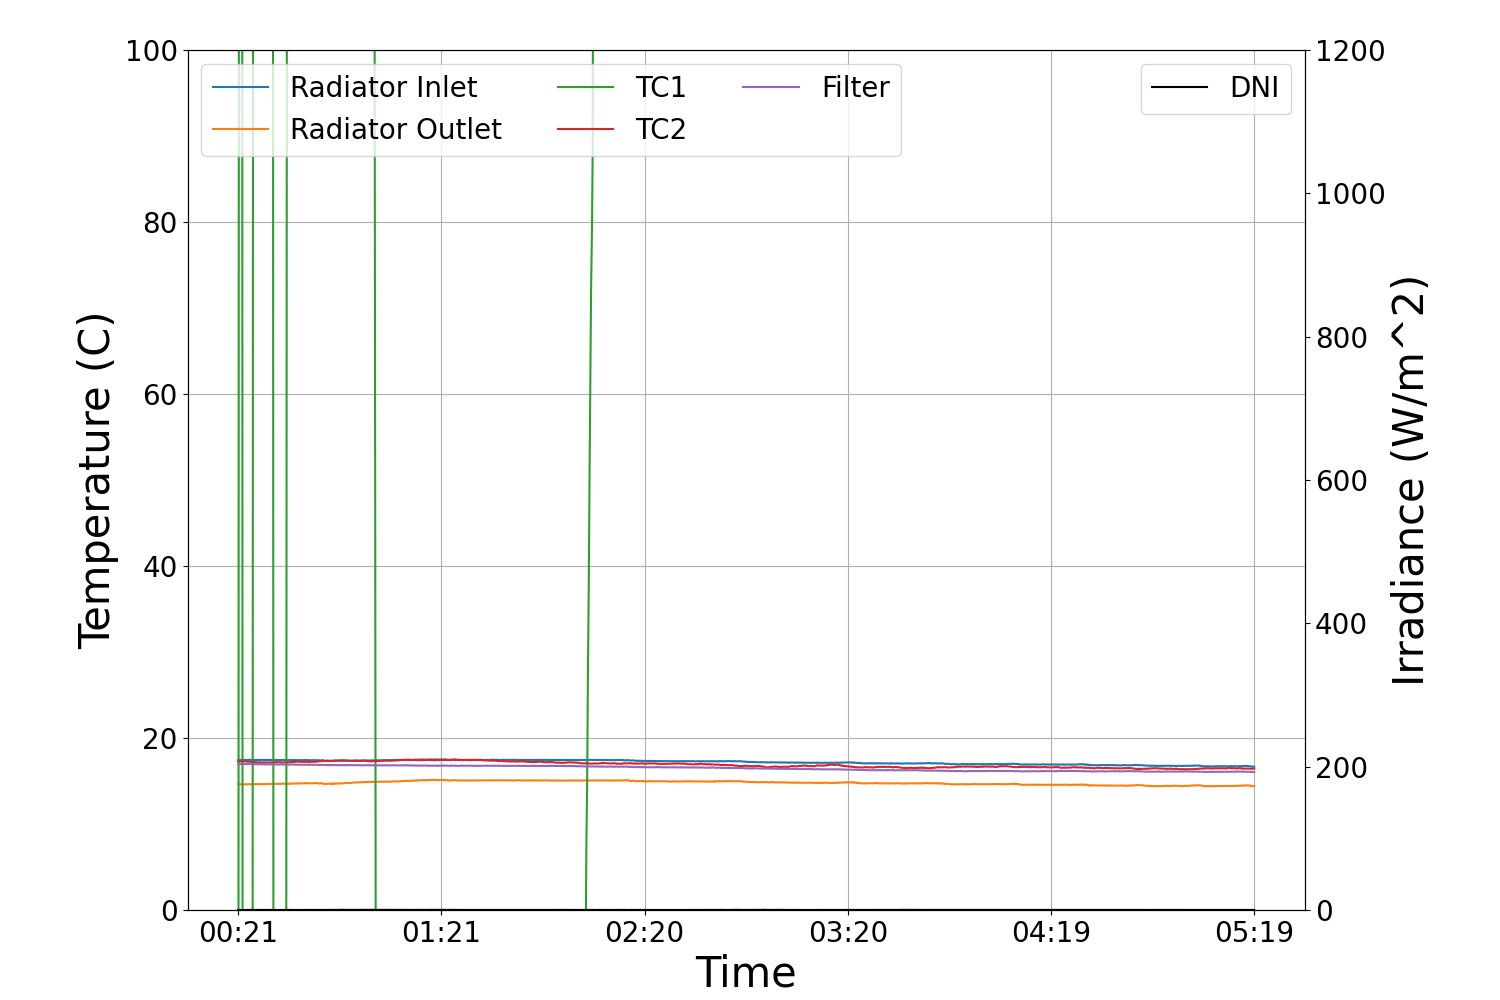 100
80
60
40
20
0
Temperature (C)
Radiator Inlet
Radiator Outlet
TC1
TC2
Filter
DNI
1200
1000
800
600
400
200
0
Irradiance (W/m^2)
00:21 01:21 02:20 03:20 04:19 05:19
Time